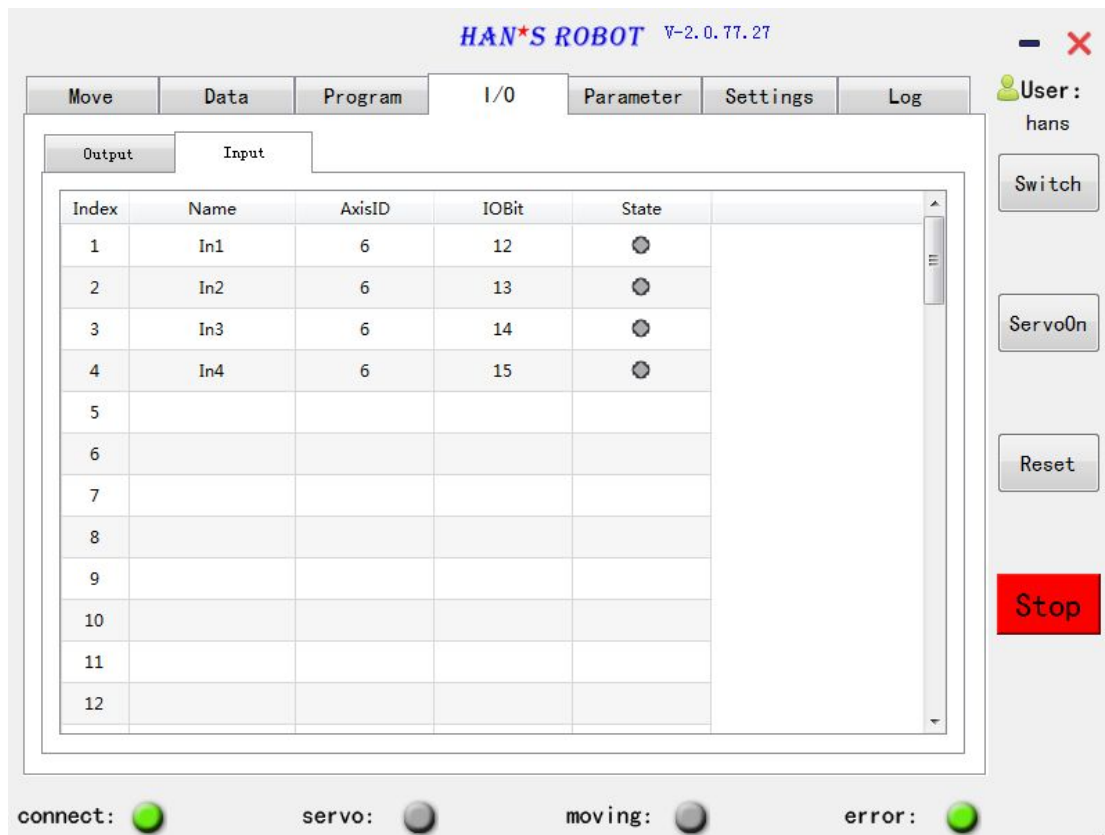 HAN★S ROBOT V-2.0.77.27
Move Data Program I/O Parameter Settings Log
User:
hans
Output Input
Switch
Index Name AxisID IOBit State
1 In1 6 12
2 In2 6 13
3 In3 6 14
ServoOn
4 In4 6 15
5
6
Reset
7
8
9
10
Stop
11
12
connect: servo: moving: error: